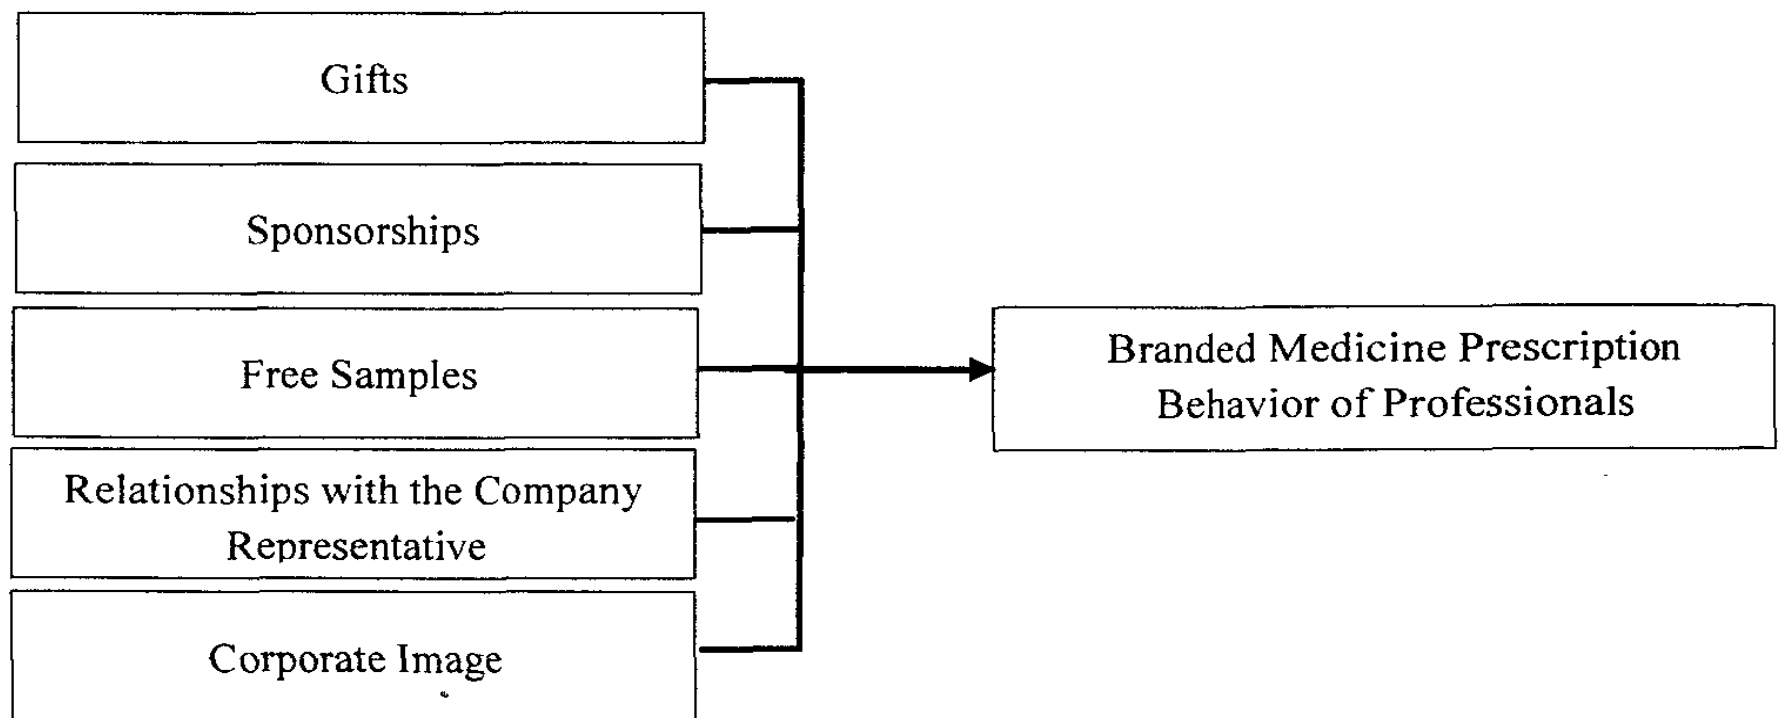 Gifts
Sponsorships
Free Samples
Relationships with the Company
Representative
Corporate Image
Branded Medicine Prescription
Behavior of Professionals